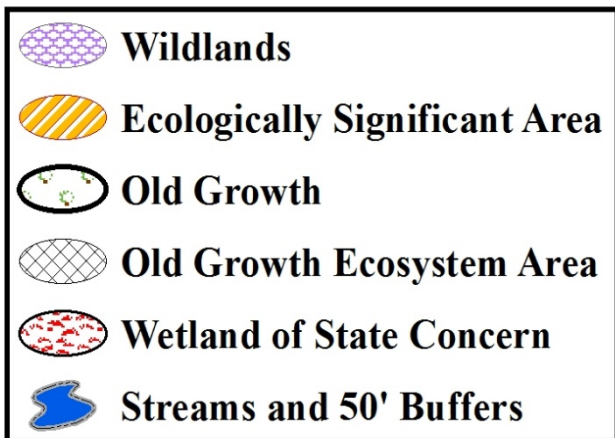 Wildlands
Ecologically Significant Area
Old Growth
Old Growth Ecosystem Area
Wetland of State Concern
Streams and 50' Buffers